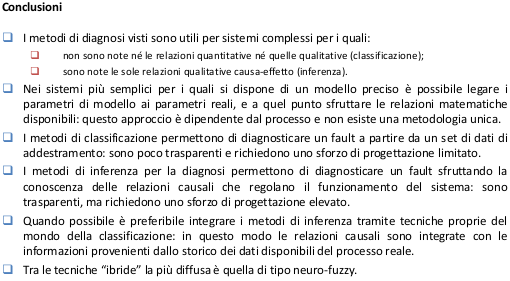 Conclusioni
I metodi di diagnosi visti sono utili per sistemi complessi per i quali:
non sono note né le relazioni quantitative né quelle qualitative (classificazione);
sono note le sole relazioni qualitative causa-effetto (inferenza).
Nei sistemi più semplici per i quali si dispone di un modello preciso è possibile legare i
parametri di modello ai parametri reali, e a quel punto sfruttare le relazioni matematiche
disponibili: questo approccio è dipendente dal processo e non esiste una metodologia unica.
I metodi di classificazione permettono di diagnosticare un fault a partire da un set di dati di
addestramento: sono poco trasparenti e richiedono uno sforzo di progettazione limitato.
I metodi di inferenza per la diagnosi permettono di diagnosticare un fault sfruttando la
conoscenza delle relazioni causali che regolano il funzionamento del sistema: sono
trasparenti, ma richiedono uno sforzo di progettazione elevato.
Quando possibile è preferibile integrare i metodi di inferenza tramite tecniche proprie del
mondo della classificazione: in questo modo le relazioni causali sono integrate con le
informazioni provenienti dallo storico dei dati disponibili del processo reale.
Tra le tecniche “ibride” la più diffusa è quella di tipo neuro-fuzzy.